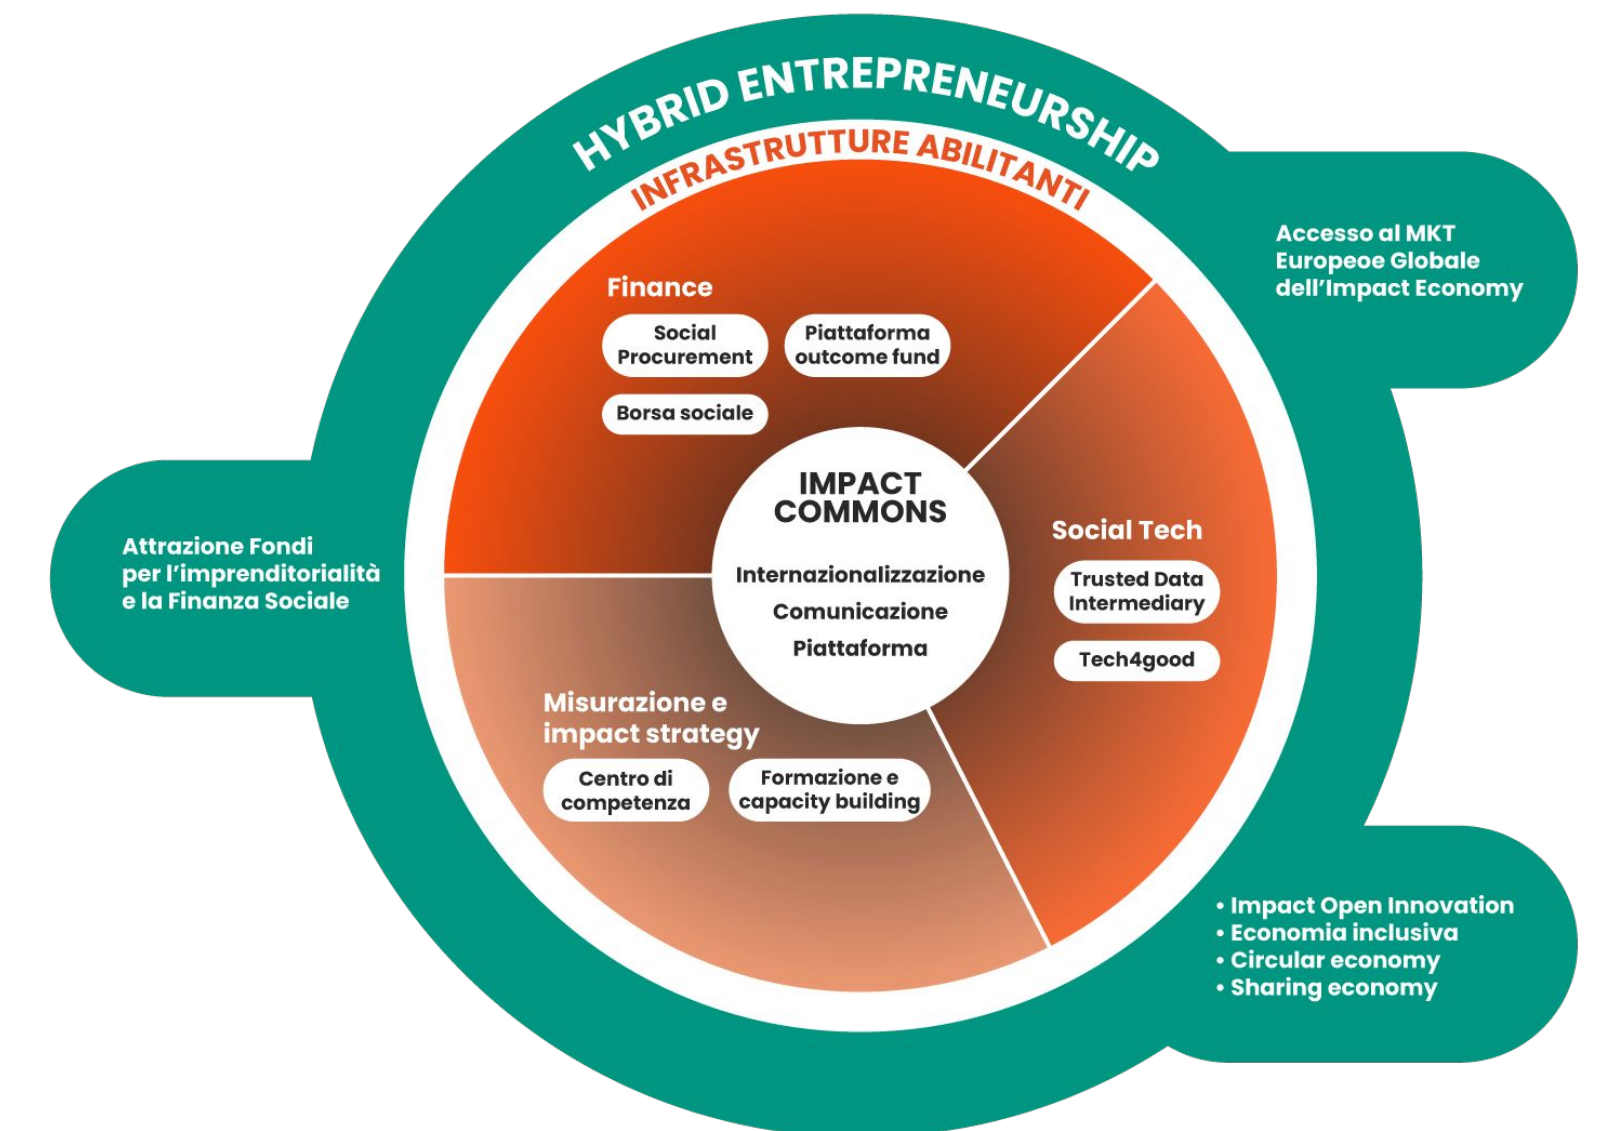 HYBRID ENTREPRENEURSHIP
INFRASTRUTTURE ABILITANTI
Accesso al MKT
Europeoe Globale
dell’Impact Economy
Finance
Social
Procurement
Piattaforma
outcome fund
Borsa sociale
IMPACT
COMMONS
Internazionalizzazione
Comunicazione
Piattaforma
Social Tech
Trusted Data
Intermediary
Tech4good
Attrazione Fondi
per l’imprenditorialità
e la Finanza Sociale
Misurazione e
impact strategy
Centro di
competenza
Formazione e
capacity building
• Impact Open Innovation
• Economia inclusiva
• Circular economy
• Sharing economy